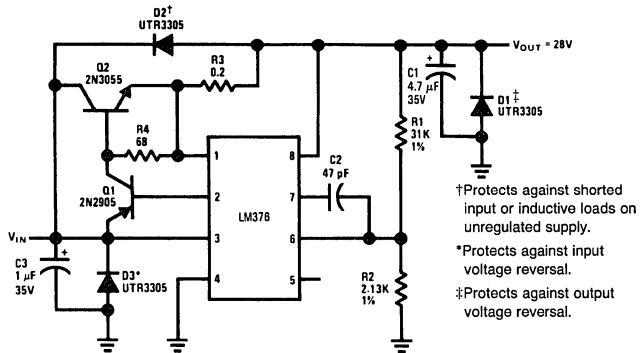 D2†
UTR3305
Q2
2N3055
R3
0.2
VOUT = 28V
C1
4.7 μF
35V
+
D1‡
UTR3305
R1
31K
1%
R4
68
1
8
C2
47 pF
Q1
2N2905
2
7
LM376
VIN
3
6
+
C3
1 μF
35V
D3*
UTR3305
4
5
R2
2.13K
1%
†Protects against shorted
input or inductive loads on
unregulated supply.
*Protects against input
voltage reversal.
‡Protects against output
voltage reversal.